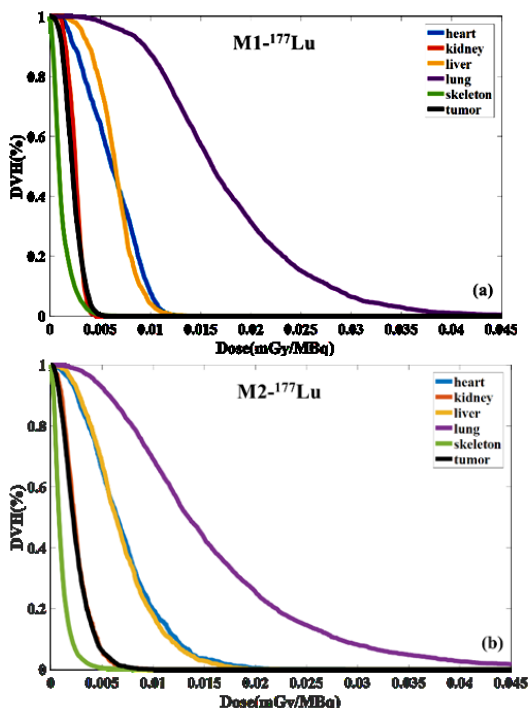 M1-¹⁷⁷Lu
heart
kidney
liver
lung
skeleton
tumor
DVH(%)
1
0.8
0.6
0.4
0.2
0
(a)
0 0.005 0.01 0.015 0.02 0.025 0.03 0.035 0.04 0.045
Dose(mGy/MBq)
M2-¹⁷⁷Lu
heart
kidney
liver
lung
skeleton
tumor
DVH(%)
1
0.8
0.6
0.4
0.2
0
(b)
0 0.005 0.01 0.015 0.02 0.025 0.03 0.035 0.04 0.045
Dose(mGy/MBq)